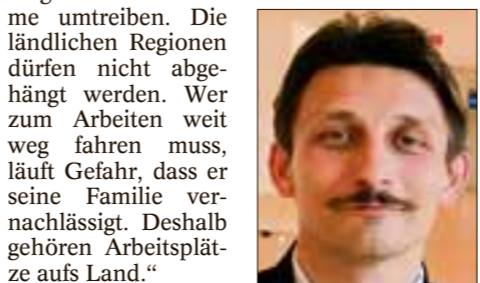 me umtreiben. Die
ländlichen Regionen
dürfen nicht abge-
hängt werden. Wer
zum Arbeiten weit
weg fahren muss,
läuft Gefahr, dass er
seine Familie ver-
nachlässigt. Deshalb
gehören Arbeitsplät-
ze aufs Land.“